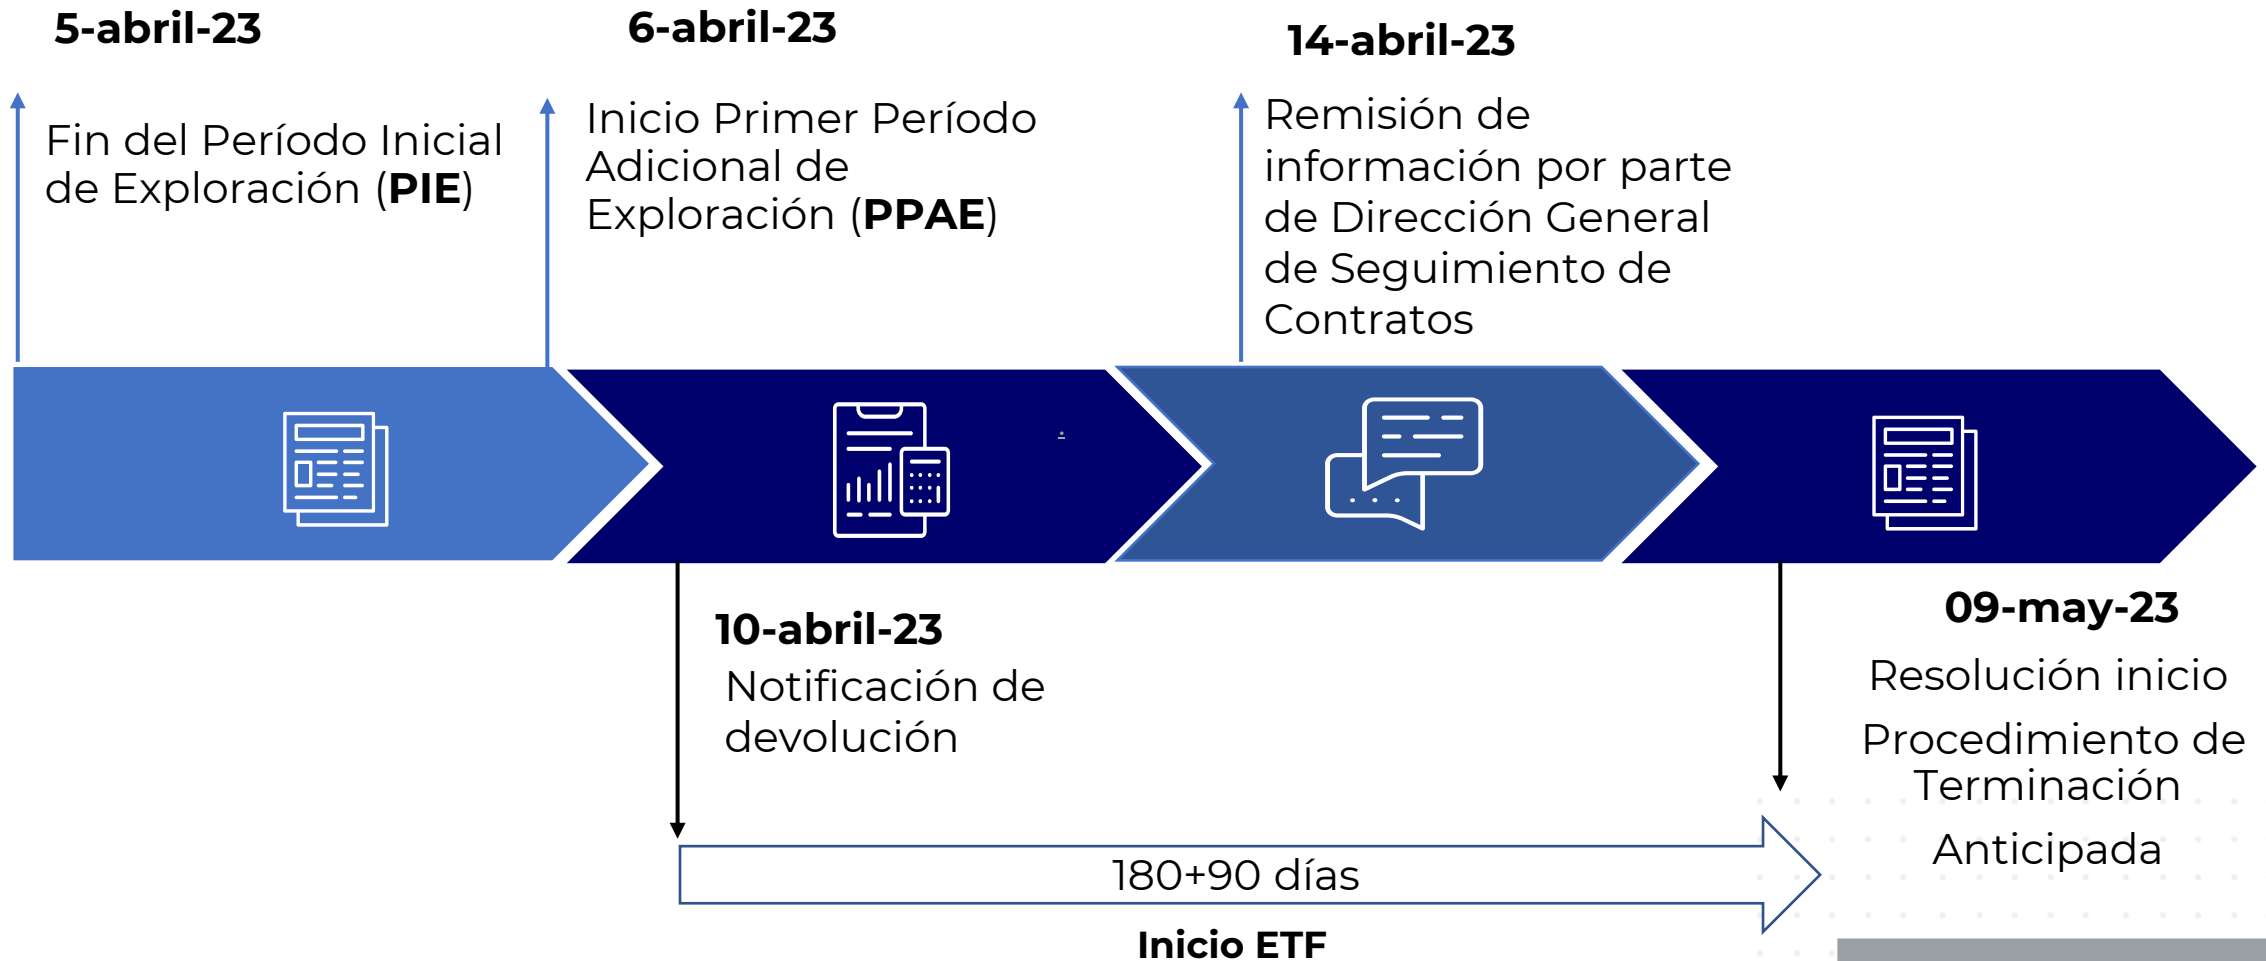 5-abril-23
Fin del Período Inicial
de Exploración (PIE)
6-abril-23
Inicio Primer Período
Adicional de
Exploración (PPAE)
14-abril-23
Remisión de
información por parte
de Dirección General
de Seguimiento de
Contratos
10-abril-23
Notificación de
devolución
09-may-23
Resolución inicio
Procedimiento de
Terminación
Anticipada
180+90 días
Inicio ETF